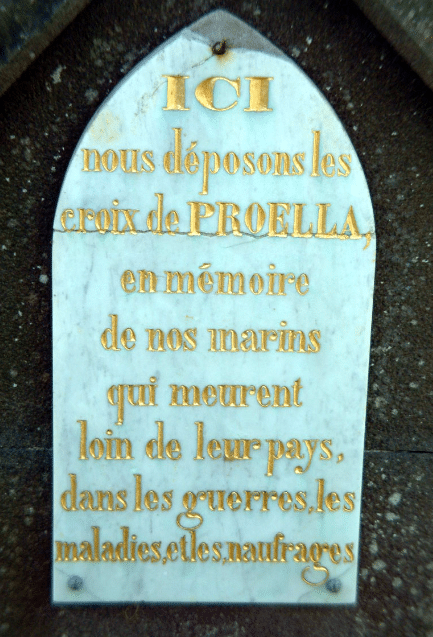 ICI
nous déposons les
croix de PROELLA,
en mémoire
de nos marins
qui meurent
loin de leur pays,
dans les guerres, les
maladies, et les, naufrages